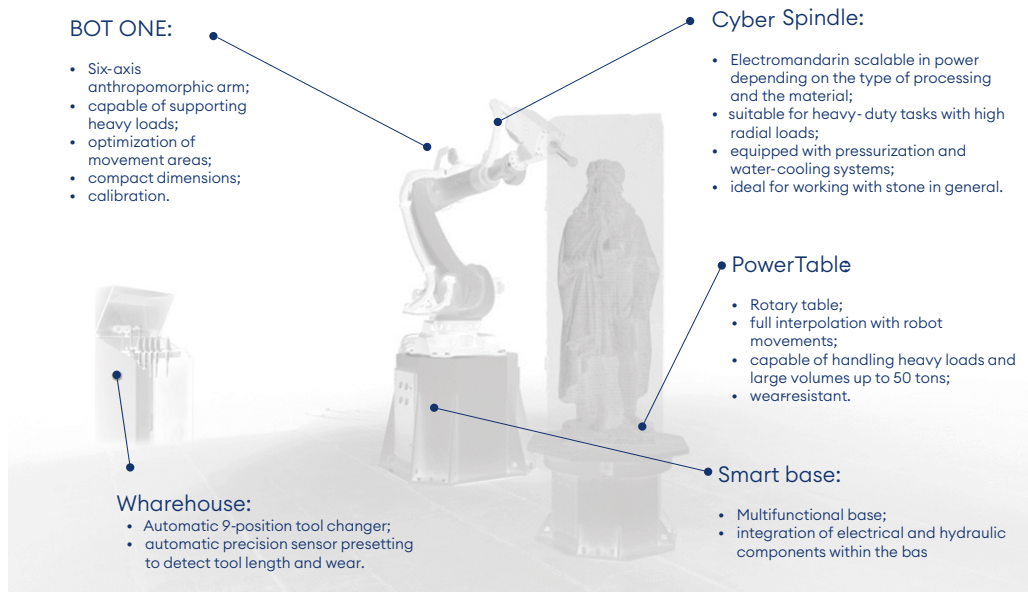 BOT ONE:
• Six-axis
anthropomorphic arm;
• capable of supporting
heavy loads;
• optimization of
movement areas;
• compact dimensions;
• calibration.
Cyber Spindle:
• Electromandarin scalable in power
depending on the type of processing
and the material;
• suitable for heavy-duty tasks with high
radial loads;
• equipped with pressurization and
water-cooling systems;
• ideal for working with stone in general.
PowerTable:
• Rotary table;
• full interpolation with robot
movements;
• capable of handling heavy loads and
large volumes up to 50 tons;
• wear-resistant.
Smart base:
• Multifunctional base;
• integration of electrical and hydraulic
components within the bas
Wharehouse:
• Automatic 9-position tool changer;
• automatic precision sensor presetting
to detect tool length and wear.